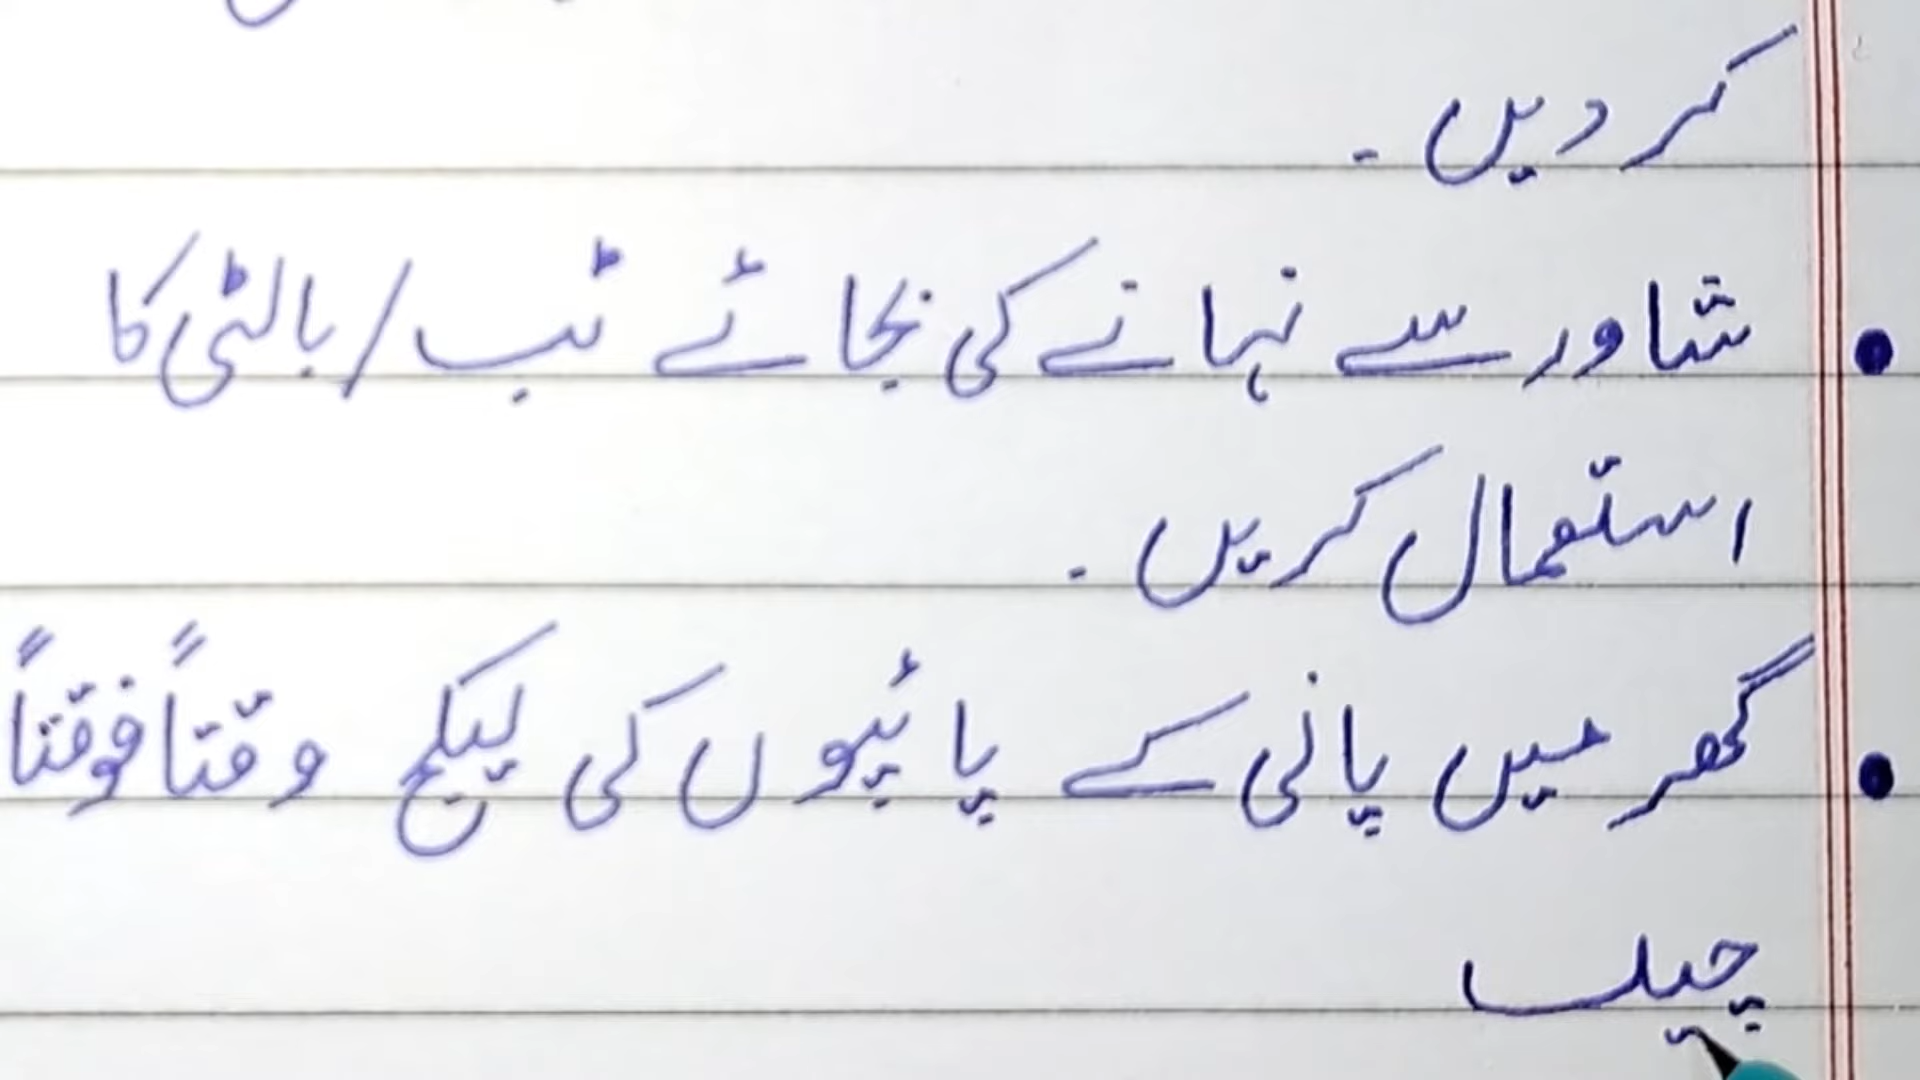 کر دیں ۔
• شاور سے نہانے کی بجائے ٹب/بالٹی کا
استعمال کریں ۔
• گھر میں پانی کے پائپوں کی لیکج وقتاً فوقتاً